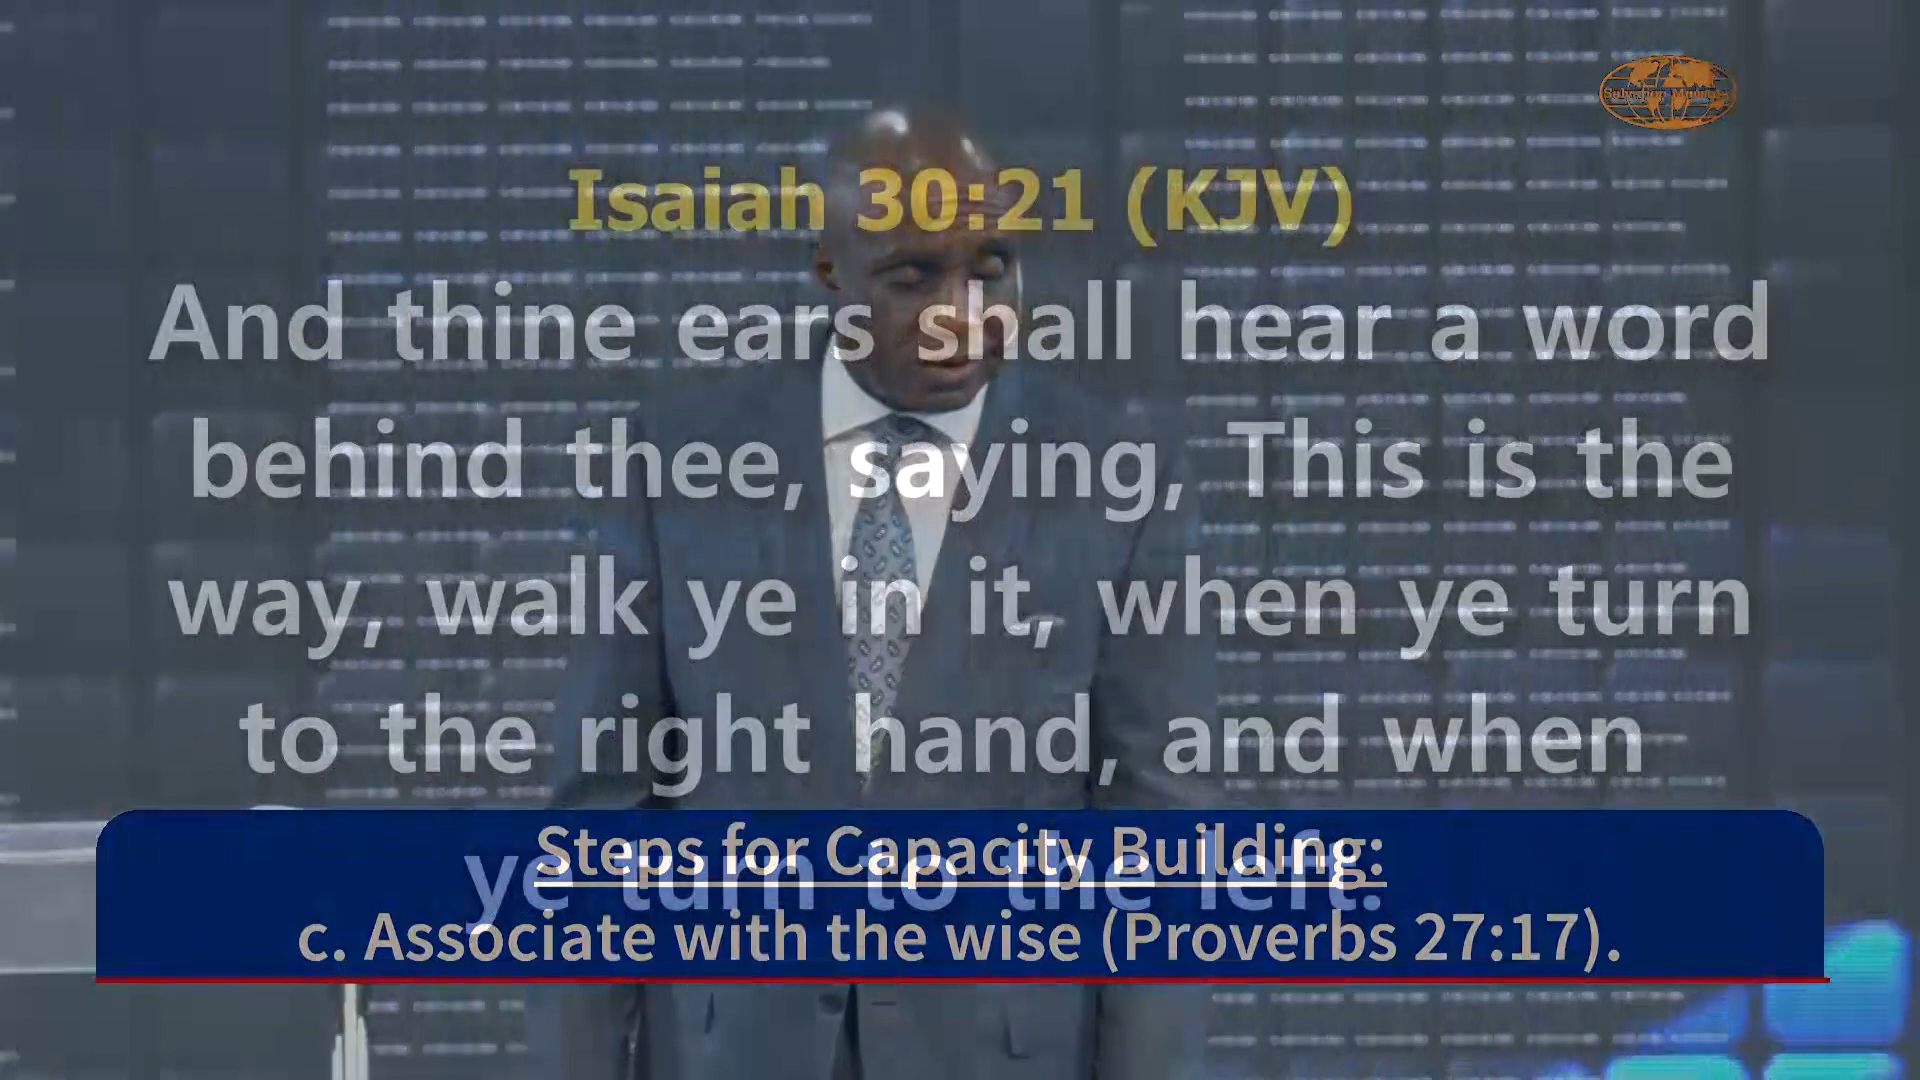 Salvation Ministries
Isaiah 30:21 (KJV)
And thine ears shall hear a word
behind thee, saying, This is the
way, walk ye in it, when ye turn
to the right hand, and when
ye turn to the left.
Steps for Capacity Building:
c. Associate with the wise (Proverbs 27:17).